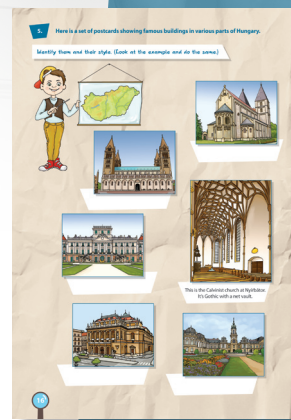 5. Here is a set of postcards showing famous buildings in various parts of Hungary.
Identify them and their style. (Look at the example and do the same.)
This is the Calvinist church at Nyírbátor.
It's Gothic with a net vault.
16